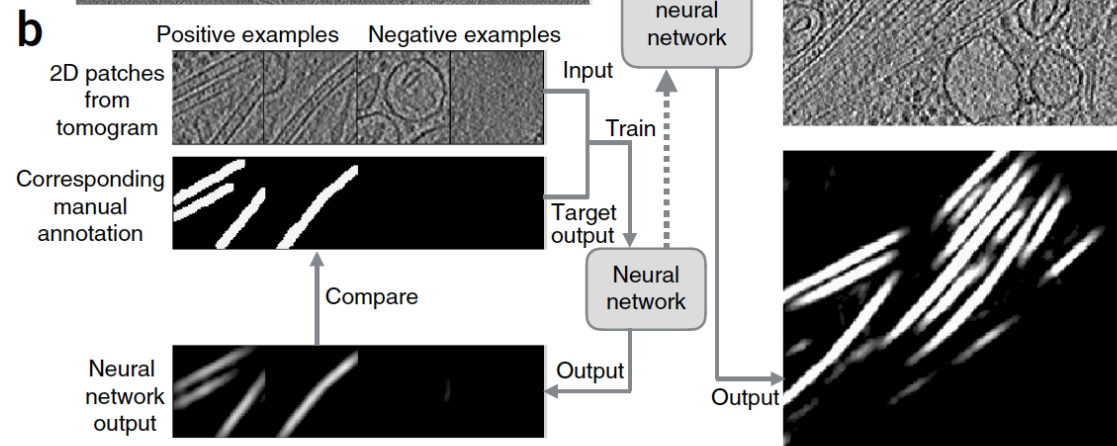 b
Positive examples
Negative examples
2D patches
from
tomogram
Input
Train
Corresponding
manual
annotation
Target
output
Neural
network
Compare
Neural
network
output
Output
neural
network
Output